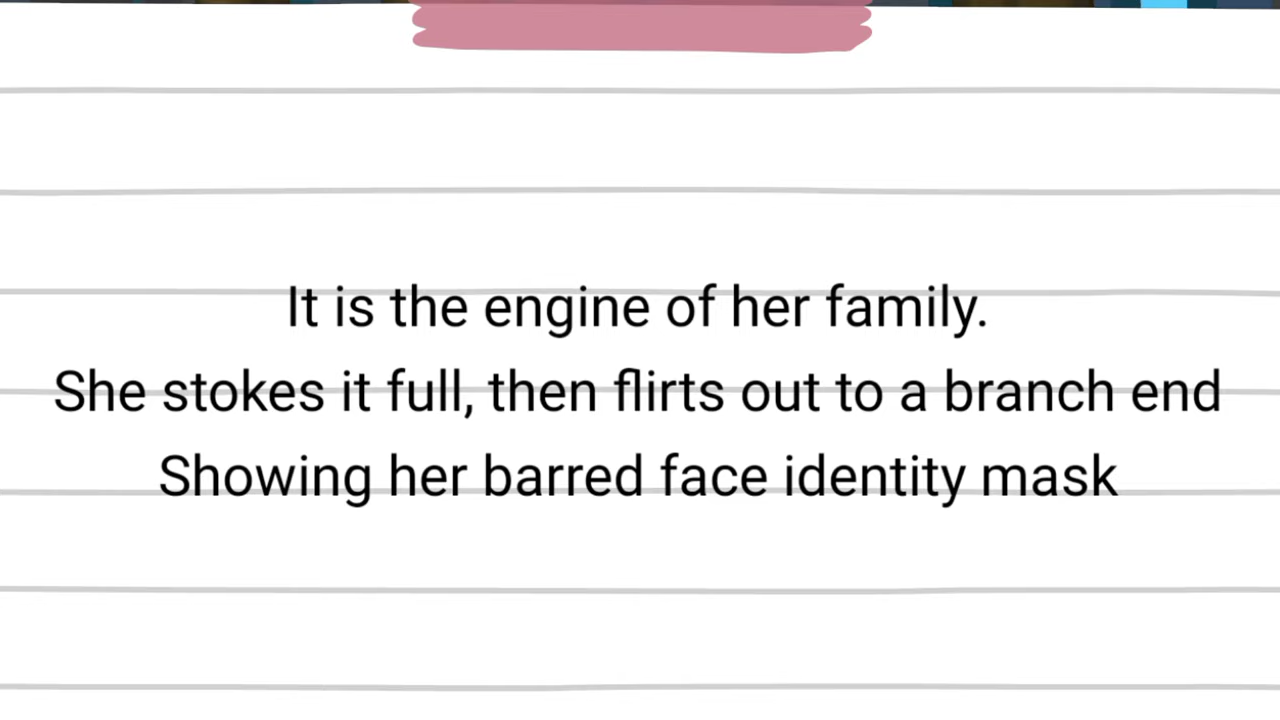 It is the engine of her family.
She stokes it full, then flirts out to a branch end
Showing her barred face identity mask